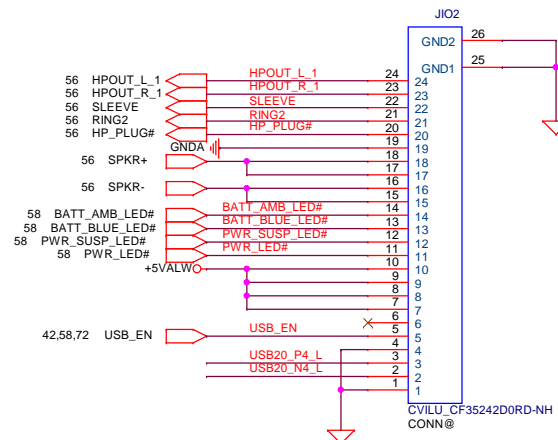 JIO2
GND2 26
GND1 25
56 HPOUT_L_1 HPOUT_L_1 24 24
56 HPOUT_R_1 HPOUT_R_1 23 23
56 SLEEVE SLEEVE 22 22
56 RING2 RING2 21 21
56 HP_PLUG# HP_PLUG# 20 20
GNDA 19 19
56 SPKR+ 18 18
17 17
56 SPKR- 16 16
15 15
58 BATT_AMB_LED# BATT_AMB_LED# 14 14
58 BATT_BLUE_LED# BATT_BLUE_LED# 13 13
58 PWR_SUSP_LED# PWR_SUSP_LED# 12 12
58 PWR_LED# PWR_LED# 11 11
+5VALW 10 10
9 9
8 8
7 7
6 6
42,58,72 USB_EN USB_EN 5 5
4 4
USB20_P4_L 3 3
USB20_N4_L 2 2
1 1
CVILU_CF35242D0RD-NH
CONN@